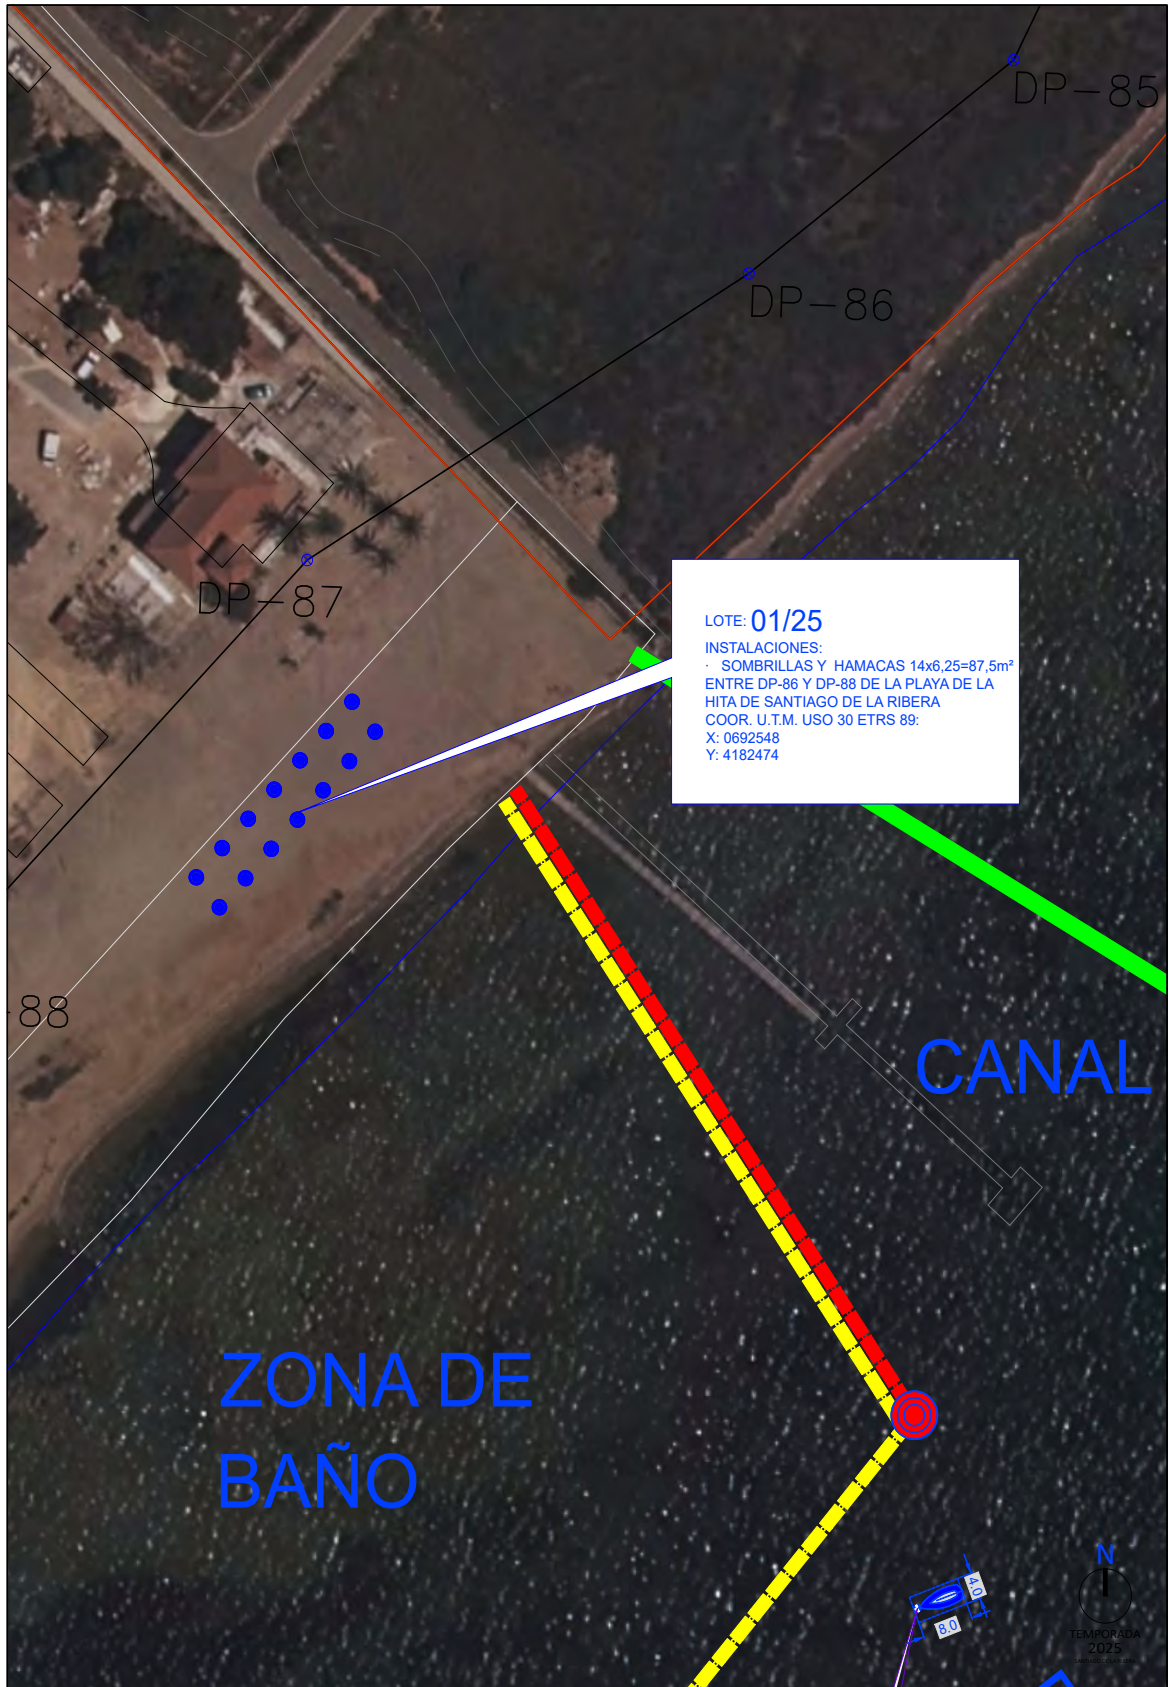 DP-85
DP-86
DP-87
LOTE: 01/25
INSTALACIONES:
· SOMBRILLAS Y HAMACAS 14x6,25=87,5m²
ENTRE DP-86 Y DP-88 DE LA PLAYA DE LA
HITA DE SANTIAGO DE LA RIBERA
COOR. U.T.M. USO 30 ETRS 89:
X: 0692548
Y: 4182474
88
CANAL
ZONA DE
BAÑO
N
4.0
8.0
TEMPORADA
2025